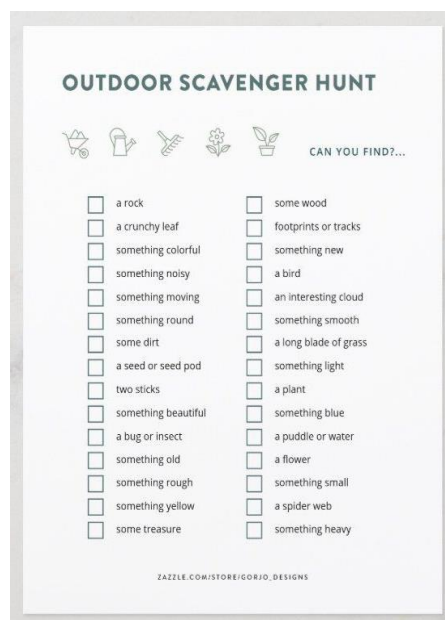 OUTDOOR SCAVENGER HUNT
CAN YOU FIND?...
a rock
a crunchy leaf
something colorful
something noisy
something moving
something round
some dirt
a seed or seed pod
two sticks
something beautiful
a bug or insect
something old
something rough
something yellow
some treasure
some wood
footprints or tracks
something new
a bird
an interesting cloud
something smooth
a long blade of grass
something light
a plant
something blue
a puddle or water
a flower
something small
a spider web
something heavy
ZAZZLE.COM/STORE/GORJO_DESIGNS